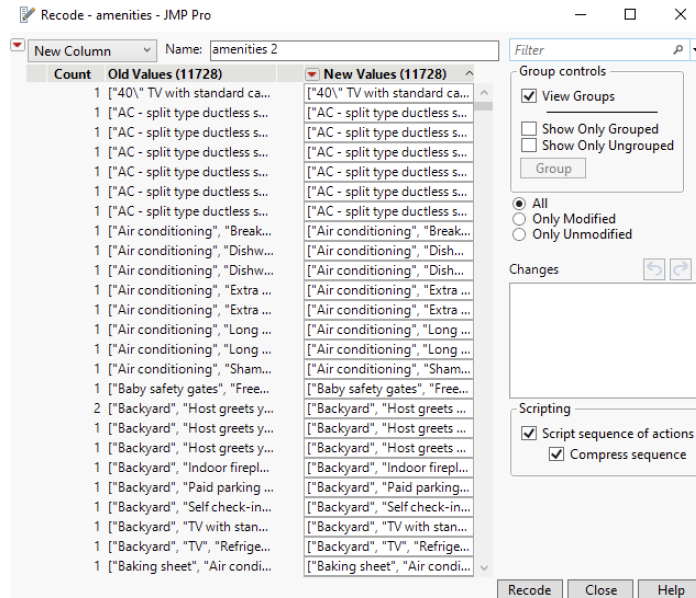 Recode - amenities - JMP Pro
New Column Name: amenities 2
Count Old Values (11728) New Values (11728)
1 ["40\" TV with standard ca... ["40\" TV with standard ca...
1 ["AC - split type ductless s... ["AC - split type ductless s...
1 ["AC - split type ductless s... ["AC - split type ductless s...
1 ["AC - split type ductless s... ["AC - split type ductless s...
1 ["AC - split type ductless s... ["AC - split type ductless s...
1 ["AC - split type ductless s... ["AC - split type ductless s...
1 ["AC - split type ductless s... ["AC - split type ductless s...
1 ["Air conditioning", "Break... ["Air conditioning", "Break...
1 ["Air conditioning", "Dishw... ["Air conditioning", "Dish...
1 ["Air conditioning", "Dishw... ["Air conditioning", "Dish...
1 ["Air conditioning", "Extra ... ["Air conditioning", "Extra ...
1 ["Air conditioning", "Extra ... ["Air conditioning", "Extra ...
1 ["Air conditioning", "Long ... ["Air conditioning", "Long ...
1 ["Air conditioning", "Long ... ["Air conditioning", "Long ...
1 ["Air conditioning", "Sham... ["Air conditioning", "Sham...
1 ["Baby safety gates", "Free... ["Baby safety gates", "Free...
2 ["Backyard", "Host greets y... ["Backyard", "Host greets ...
1 ["Backyard", "Host greets y... ["Backyard", "Host greets ...
1 ["Backyard", "Host greets y... ["Backyard", "Host greets ...
1 ["Backyard", "Indoor firepl... ["Backyard", "Indoor firepl...
1 ["Backyard", "Paid parking ... ["Backyard", "Paid parking...
1 ["Backyard", "Self check-in... ["Backyard", "Self check-in...
1 ["Backyard", "TV with stan... ["Backyard", "TV with stan...
1 ["Backyard", "TV", "Refrige... ["Backyard", "TV", "Refrige...
1 ["Baking sheet", "Air condi... ["Baking sheet", "Air condi...
Filter
Group controls
View Groups
Show Only Grouped
Show Only Ungrouped
Group
All
Only Modified
Only Unmodified
Changes
Scripting
Script sequence of actions
Compress sequence
Recode Close Help